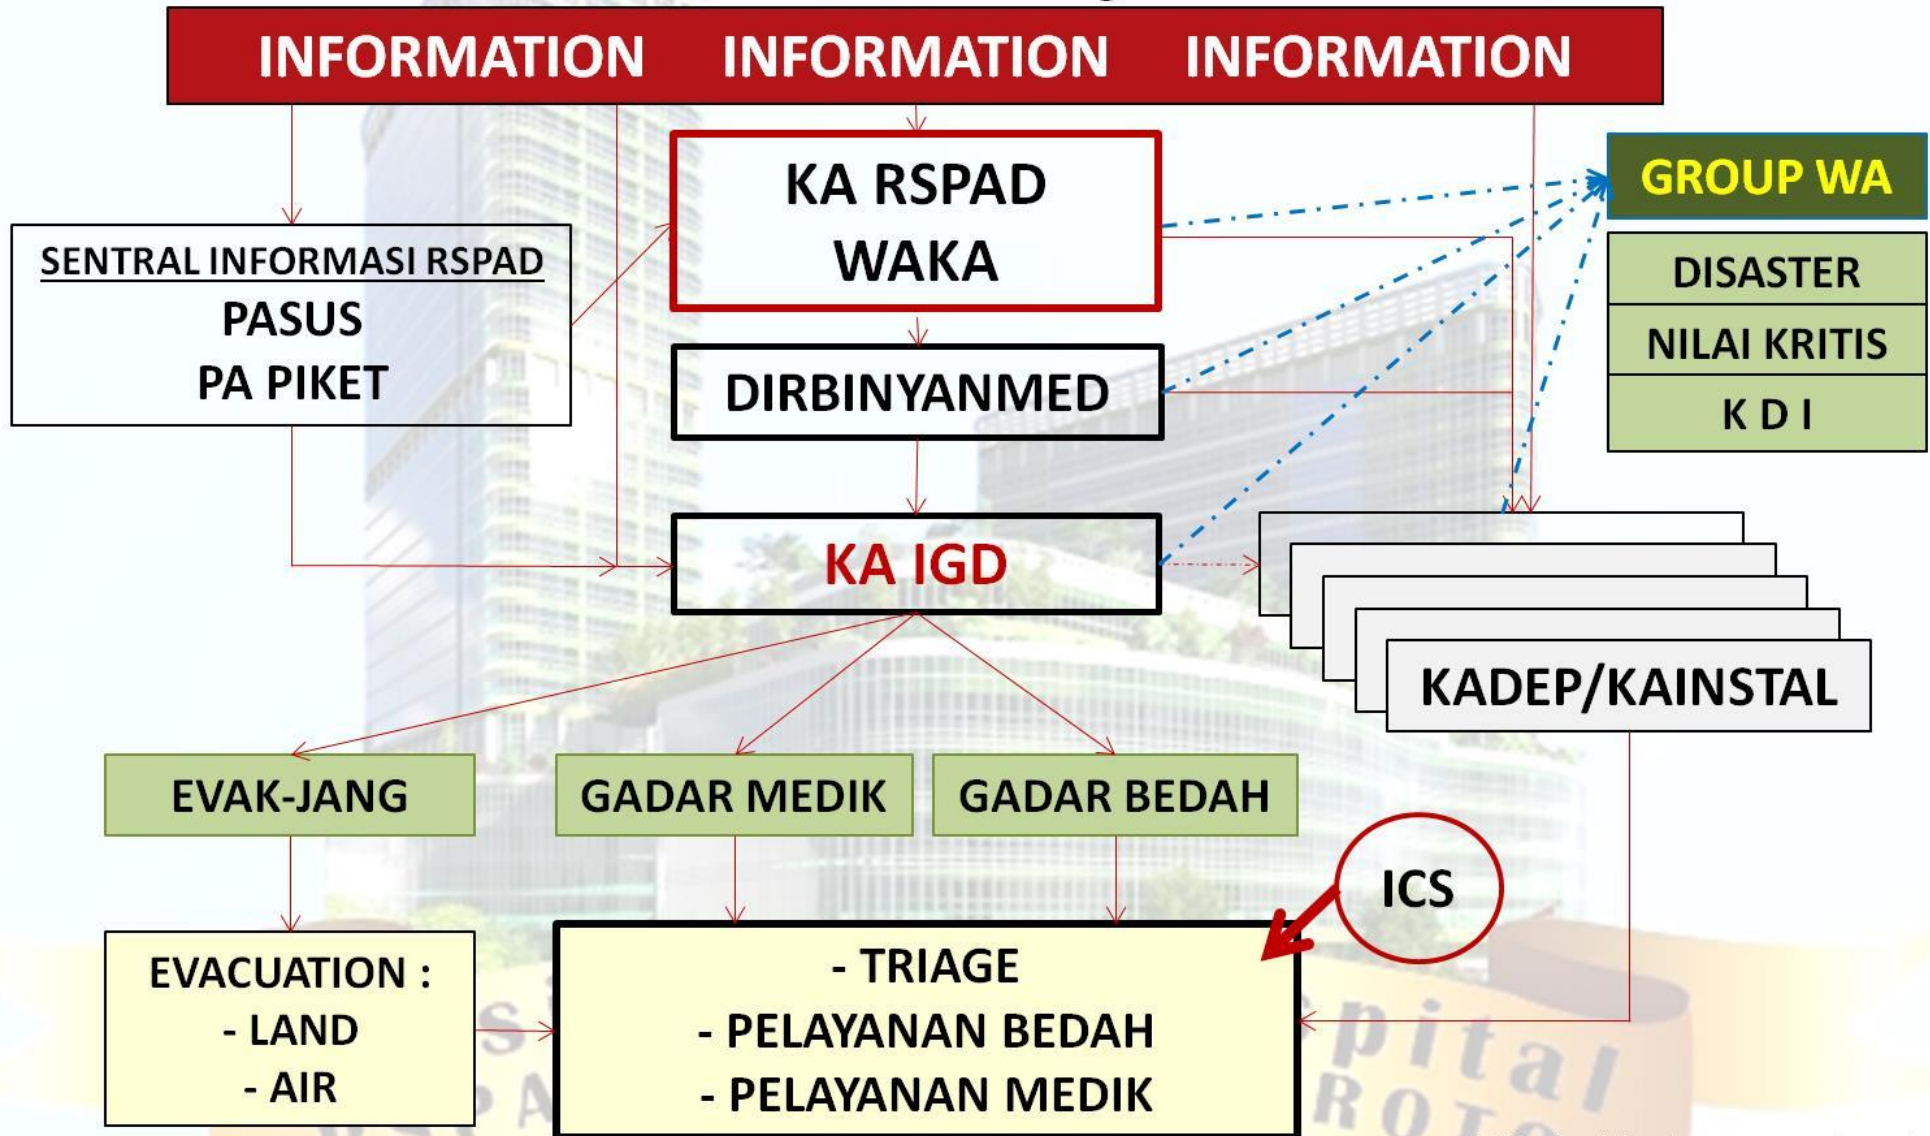 INFORMATION INFORMATION INFORMATION
KA RSPAD
WAKA
GROUP WA
SENTRAL INFORMASI RSPAD
PASUS
PA PIKET
DISASTER
NILAI KRITIS
K D I
DIRBINYANMED
KA IGD
KADEP/KAINSTAL
EVAK-JANG
GADAR MEDIK
GADAR BEDAH
ICS
EVACUATION :
- LAND
- AIR
- TRIAGE
- PELAYANAN BEDAH
- PELAYANAN MEDIK